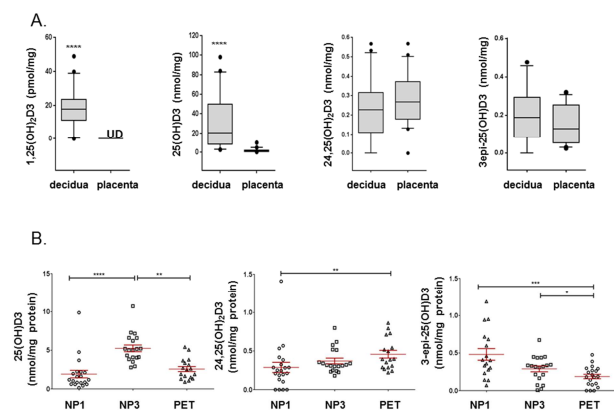 A.
1,25(OH)2D3 (pmol/mg)
60
40
20
0
****
UD
decidua placenta
25(OH)D3 (nmol/mg)
120
100
80
60
40
20
0
****
decidua placenta
24,25(OH)2D3 (nmol/mg)
0.6
0.4
0.2
0.0
decidua placenta
3epi-25(OH)D3 (nmol/mg)
0.6
0.4
0.2
0.0
decidua placenta
B.
25(OH)D3
(nmol/mg protein)
15
10
5
0
****
**
NP1 NP3 PET
24,25(OH)2D3
(nmol/mg protein)
1.5
1.0
0.5
0.0
**
NP1 NP3 PET
3-epi-25(OH)D3
(nmol/mg protein)
1.5
1.0
0.5
0.0
***
*
NP1 NP3 PET